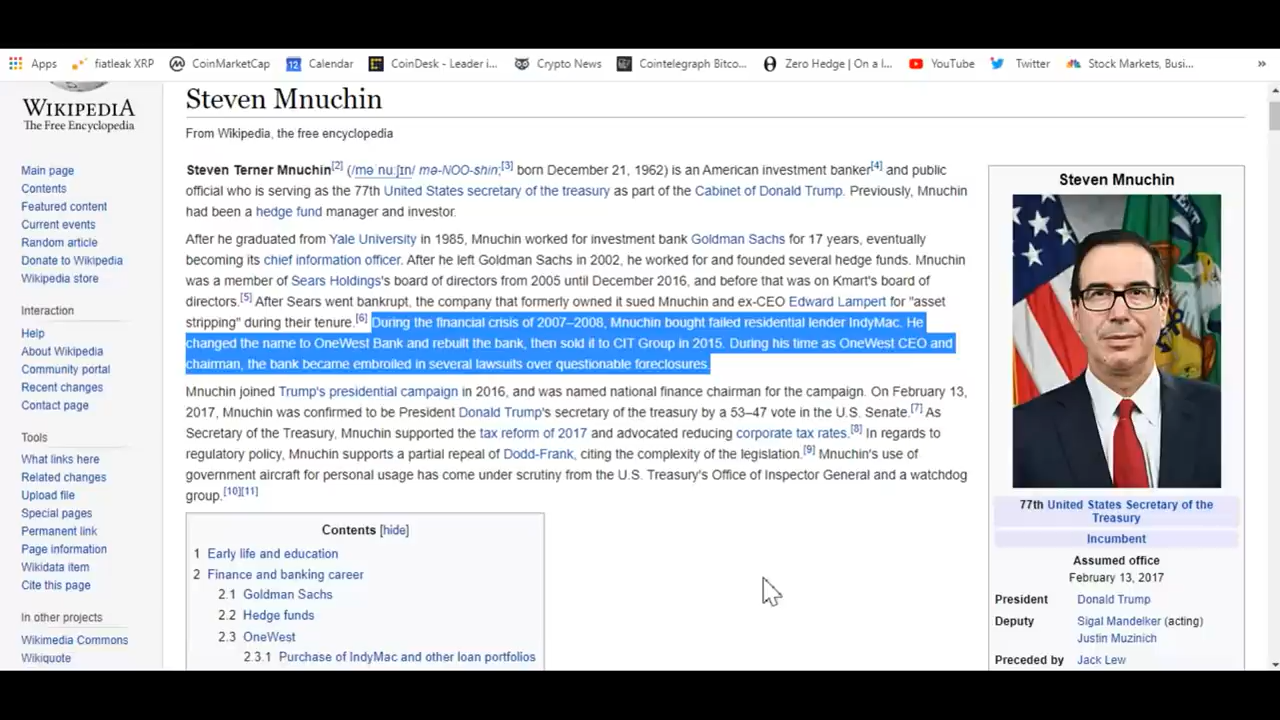 Apps fiatleak XRP CoinMarketCap Calendar CoinDesk - Leader i... Crypto News Cointelegraph Bitco... Zero Hedge | On a l... YouTube Twitter Stock Markets, Busi... »
WIKIPEDIA
The Free Encyclopedia
Main page
Contents
Featured content
Current events
Random article
Donate to Wikipedia
Wikipedia store
Interaction
Help
About Wikipedia
Community portal
Recent changes
Contact page
Tools
What links here
Related changes
Upload file
Special pages
Permanent link
Page information
Wikidata item
Cite this page
In other projects
Wikimedia Commons
Wikiquote
Steven Mnuchin
From Wikipedia, the free encyclopedia
Steven Terner Mnuchin[2] (/məˈnuːʃɪn/ mə-NOO-shin;[3] born December 21, 1962) is an American investment banker[4] and public
official who is serving as the 77th United States secretary of the treasury as part of the Cabinet of Donald Trump. Previously, Mnuchin
had been a hedge fund manager and investor.
After he graduated from Yale University in 1985, Mnuchin worked for investment bank Goldman Sachs for 17 years, eventually
becoming its chief information officer. After he left Goldman Sachs in 2002, he worked for and founded several hedge funds. Mnuchin
was a member of Sears Holdings's board of directors from 2005 until December 2016, and before that was on Kmart's board of
directors.[5] After Sears went bankrupt, the company that formerly owned it sued Mnuchin and ex-CEO Edward Lampert for "asset
stripping" during their tenure.[6] During the financial crisis of 2007–2008, Mnuchin bought failed residential lender IndyMac. He
changed the name to OneWest Bank and rebuilt the bank, then sold it to CIT Group in 2015. During his time as OneWest CEO and
chairman, the bank became embroiled in several lawsuits over questionable foreclosures.
Mnuchin joined Trump's presidential campaign in 2016, and was named national finance chairman for the campaign. On February 13,
2017, Mnuchin was confirmed to be President Donald Trump's secretary of the treasury by a 53–47 vote in the U.S. Senate.[7] As
Secretary of the Treasury, Mnuchin supported the tax reform of 2017 and advocated reducing corporate tax rates.[8] In regards to
regulatory policy, Mnuchin supports a partial repeal of Dodd-Frank, citing the complexity of the legislation.[9] Mnuchin's use of
government aircraft for personal usage has come under scrutiny from the U.S. Treasury's Office of Inspector General and a watchdog
group.[10][11]
Contents [hide]
1 Early life and education
2 Finance and banking career
2.1 Goldman Sachs
2.2 Hedge funds
2.3 OneWest
2.3.1 Purchase of IndyMac and other loan portfolios
Steven Mnuchin
77th United States Secretary of the
Treasury
Incumbent
Assumed office
February 13, 2017
President Donald Trump
Deputy Sigal Mandelker (acting)
Justin Muzinich
Preceded by Jack Lew